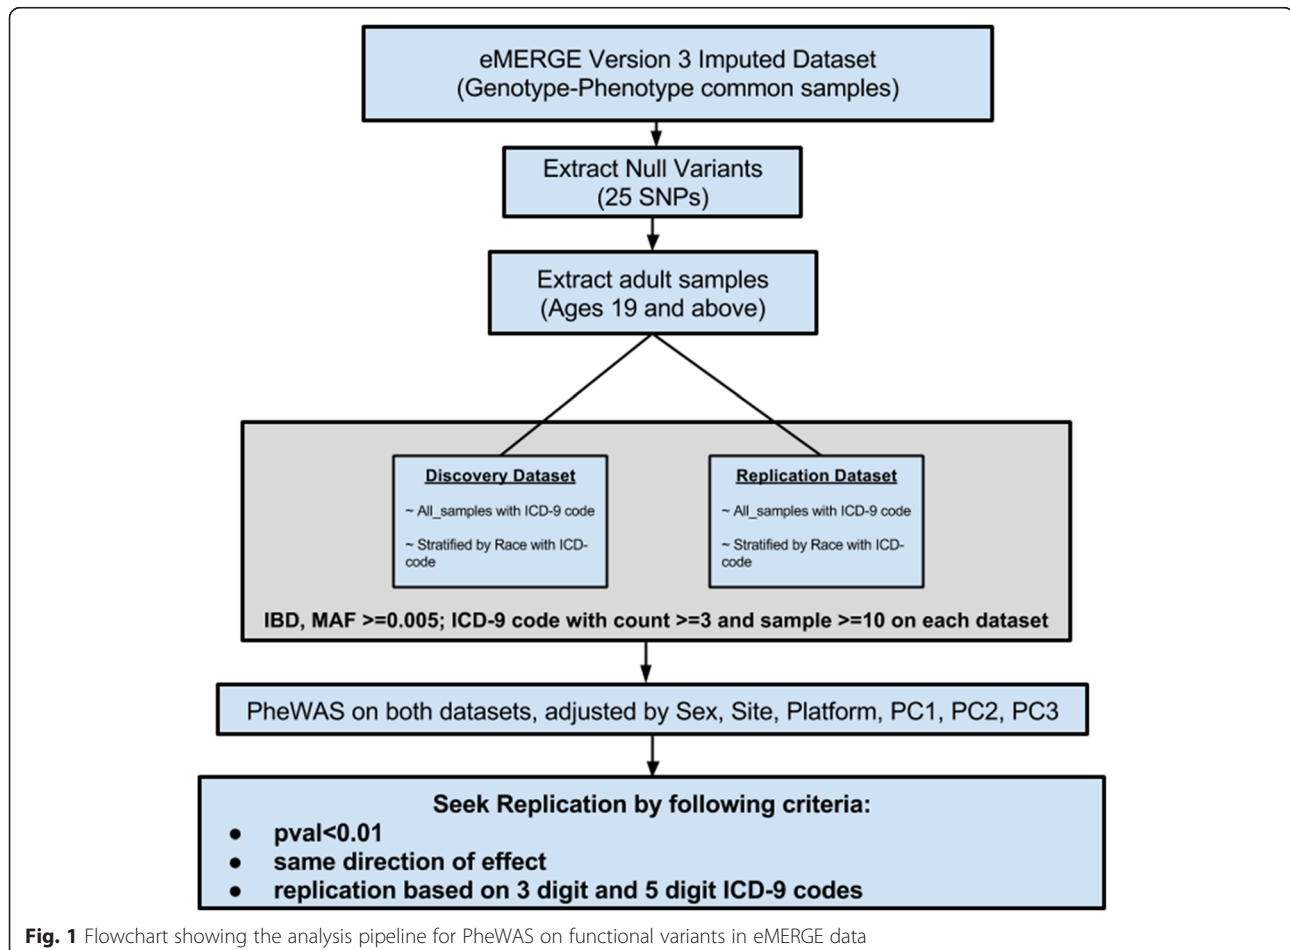 eMERGE Version 3 Imputed Dataset
(Genotype-Phenotype common samples)
Extract Null Variants
(25 SNPs)
Extract adult samples
(Ages 19 and above)
Discovery Dataset
~ All_samples with ICD-9 code
~ Stratified by Race with ICD-
code
Replication Dataset
~ All_samples with ICD-9 code
~ Stratified by Race with ICD-
code
IBD, MAF >=0.005; ICD-9 code with count >=3 and sample >=10 on each dataset
PheWAS on both datasets, adjusted by Sex, Site, Platform, PC1, PC2, PC3
Seek Replication by following criteria:
● pval<0.01
● same direction of effect
● replication based on 3 digit and 5 digit ICD-9 codes
Fig. 1 Flowchart showing the analysis pipeline for PheWAS on functional variants in eMERGE data